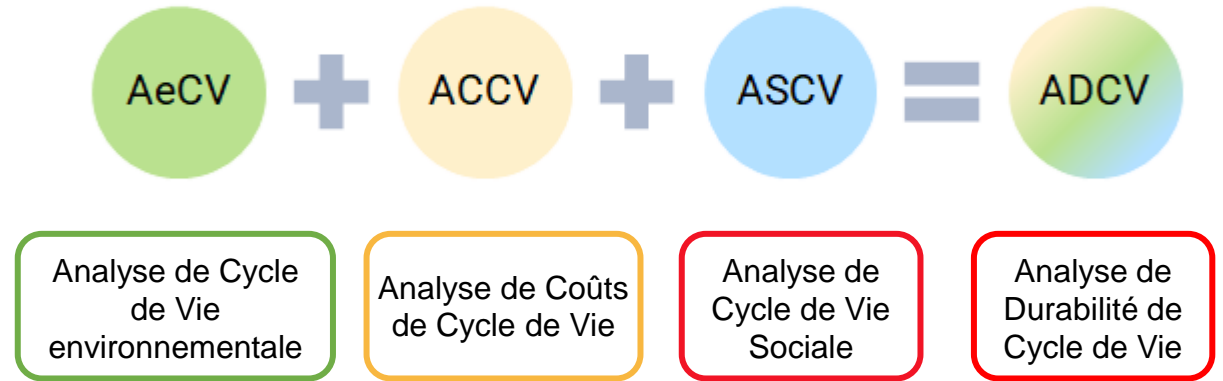 AeCV + ACCV + ASCV = ADCV
Analyse de Cycle
de Vie
environnementale
Analyse de Coûts
de Cycle de Vie
Analyse de
Cycle de Vie
Sociale
Analyse de
Durabilité de
Cycle de Vie